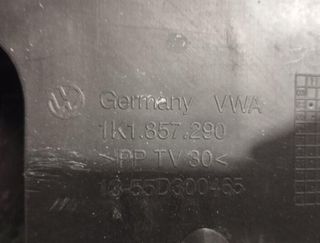 Germany VWA
1K1.857.290
>PP TV 30<